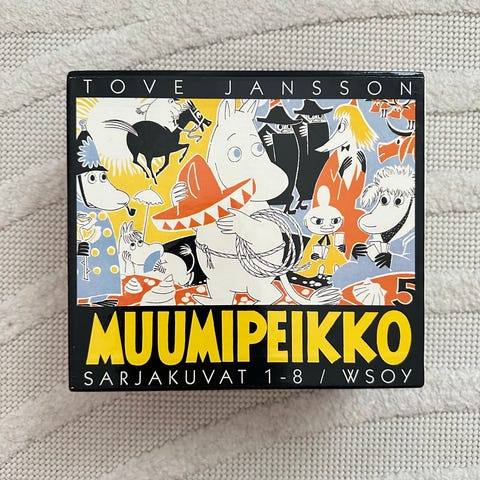 TOVE JANSSON
5
MUUMIPEIKKO
SARJAKUVAT 1-8 / WSOY